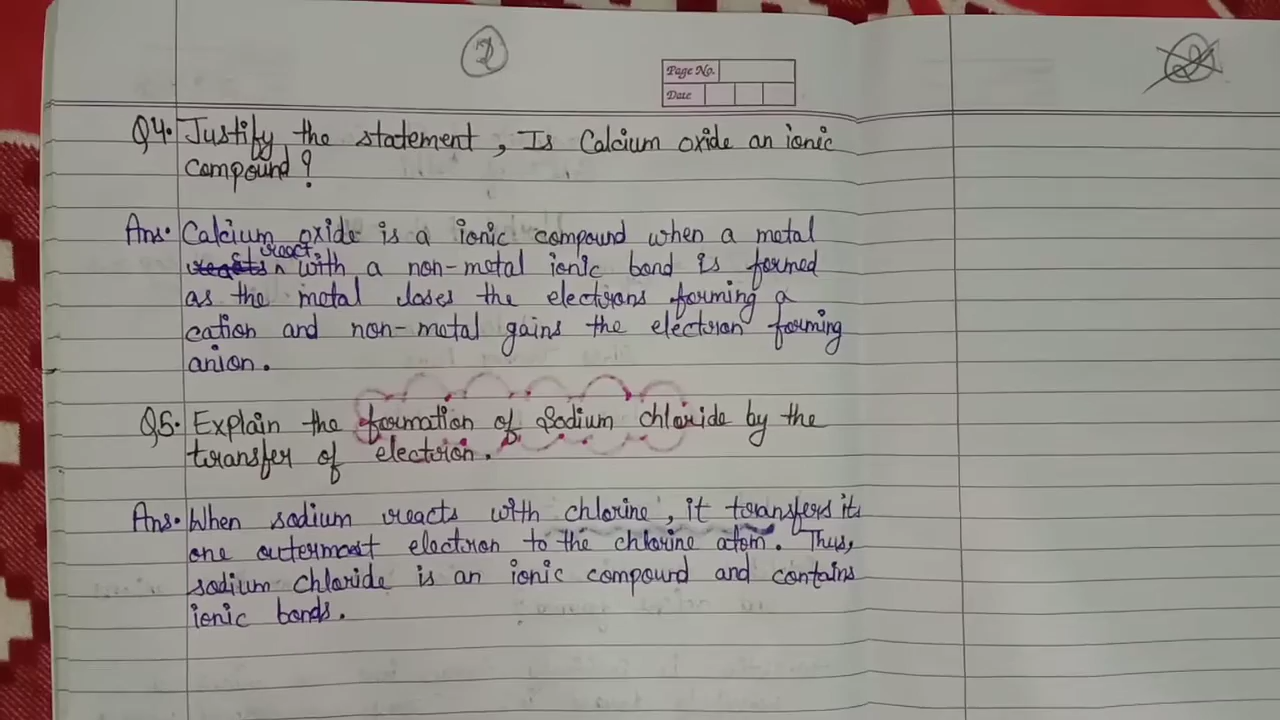 2
Page No.
Date
Q4. Justify the statement, Is Calcium oxide an ionic
compound?
Ans. Calcium oxide is a ionic compound when a metal
react with a non-metal ionic bond is formed
as the metal loses the electrons forming a
cation and non-metal gains the electron forming
anion.
Q5. Explain the formation of Sodium chloride by the
transfer of electron.
Ans. When sodium reacts with chlorine, it transfers its
one outermost electron to the chlorine atom. Thus,
sodium chloride is an ionic compound and contains
ionic bonds.